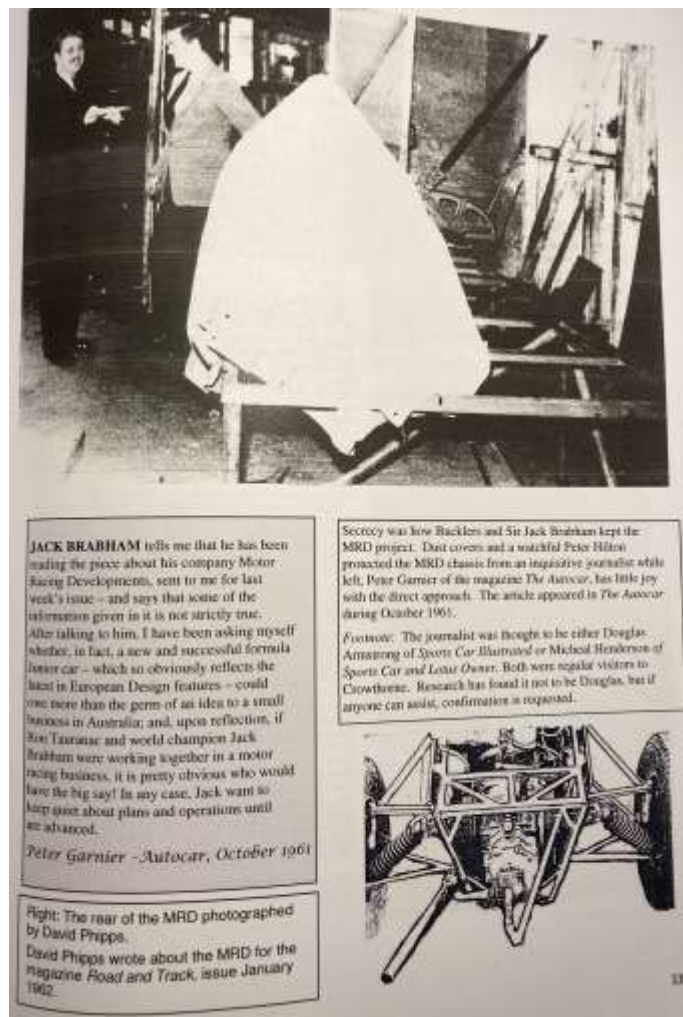 JACK BRABHAM tells me that he has been
reading the piece about his company Motor
Racing Developments, sent to me for last
week's issue – and says that some of the
information given in it is not strictly true.
After talking to him, I have been asking myself
whether, in fact, a new and successful formula
Junior car – which so obviously reflects the
latest in European Design features – could
owe more than the germ of an idea to a small
business in Australia; and, upon reflection, if
Ron Tauranac and world champion Jack
Brabham were working together in a motor
racing business, it is pretty obvious who would
have the big say! In any case, Jack want to
keep quiet about plans and operations until
are advanced.
Peter Garnier –Autocar, October 1961
Right: The rear of the MRD photographed
by David Phipps.
David Phipps wrote about the MRD for the
magazine Road and Track, issue January
1962.
Secrecy was how Bucklers and Sir Jack Brabham kept the
MRD project. Dust covers and a watchful Peter Hilton
protected the MRD chassis from an inquisitive journalist while
left, Peter Garnier of the magazine The Autocar, has little joy
with the direct approach. The article appeared in The Autocar
during October 1961.
Footnote: The journalist was thought to be either Douglas
Armstrong of Sports Car Illustrated or Micheal Henderson of
Sports Car and Lotus Owner. Both were regular visitors to
Crowthorne. Research has found it not to be Douglas, but if
anyone can assist, confirmation is requested.